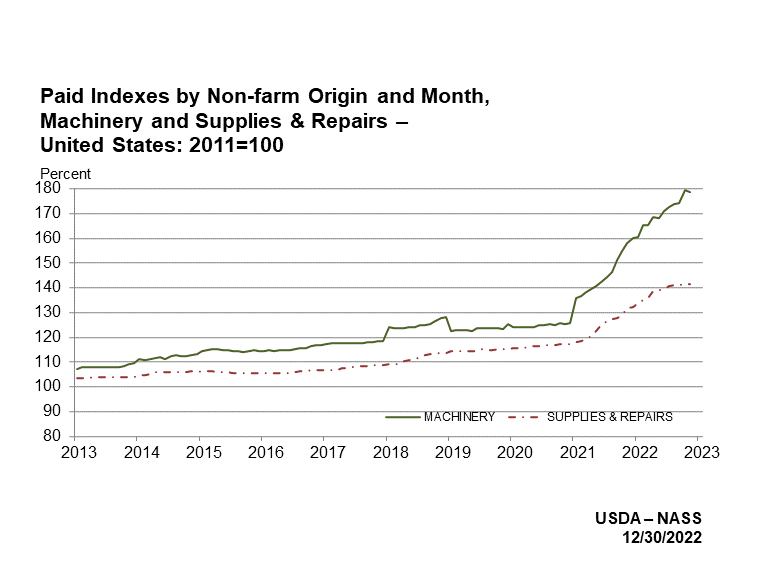 Paid Indexes by Non-farm Origin and Month,
Machinery and Supplies & Repairs –
United States: 2011=100
Percent
180
170
160
150
140
130
120
110
100
90
80
MACHINERY SUPPLIES & REPAIRS
2013 2014 2015 2016 2017 2018 2019 2020 2021 2022 2023
USDA – NASS
12/30/2022